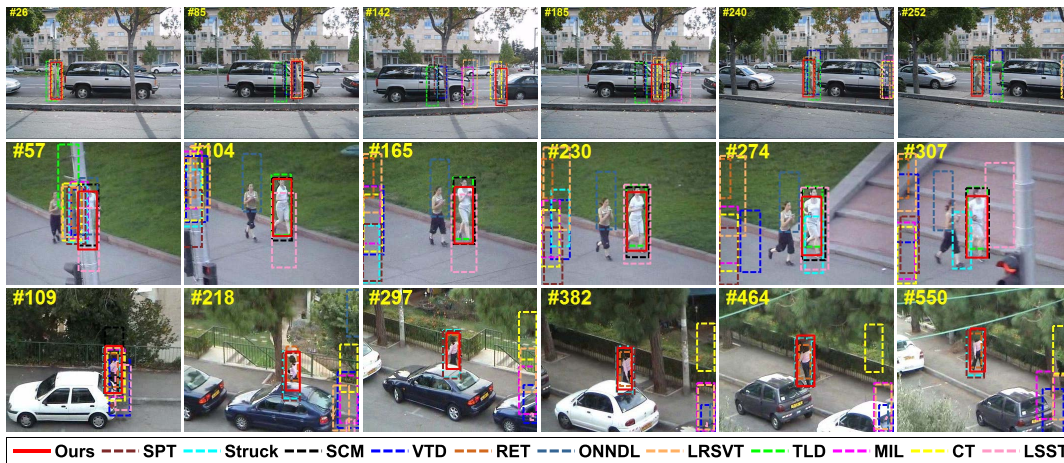 #26 #85 #142 #185 #240 #252
#57 #104 #165 #230 #274 #307
#109 #218 #297 #382 #464 #550
Ours SPT Struck SCM VTD RET ONNDL LRSVT TLD MIL CT LSS